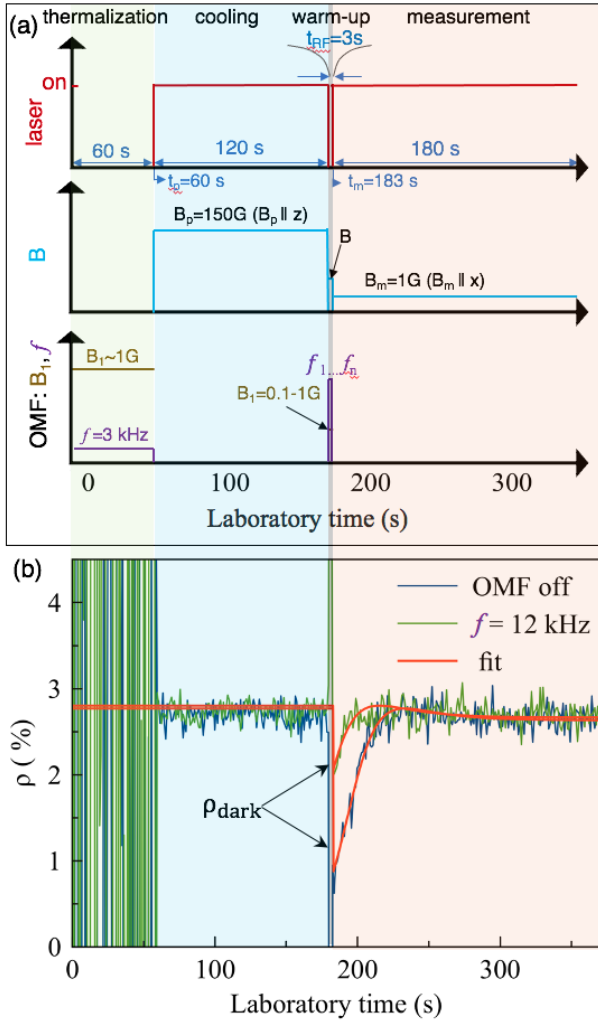 (a)
thermalization cooling warm-up measurement
t_RF=3s
on
laser
60 s 120 s 180 s
t_p=60 s t_m=183 s
B_p=150G (B_p ∥ z)
B
B
B_m=1G (B_m ∥ x)
OMF: B_1, f
B_1~1G
f_1....f_n
B_1=0.1-1G
f=3 kHz
0 100 200 300
Laboratory time (s)
(b)
OMF off
f = 12 kHz
fit
4
3
2
1
0
ρ ( %)
ρ_dark
0 100 200 300
Laboratory time (s)